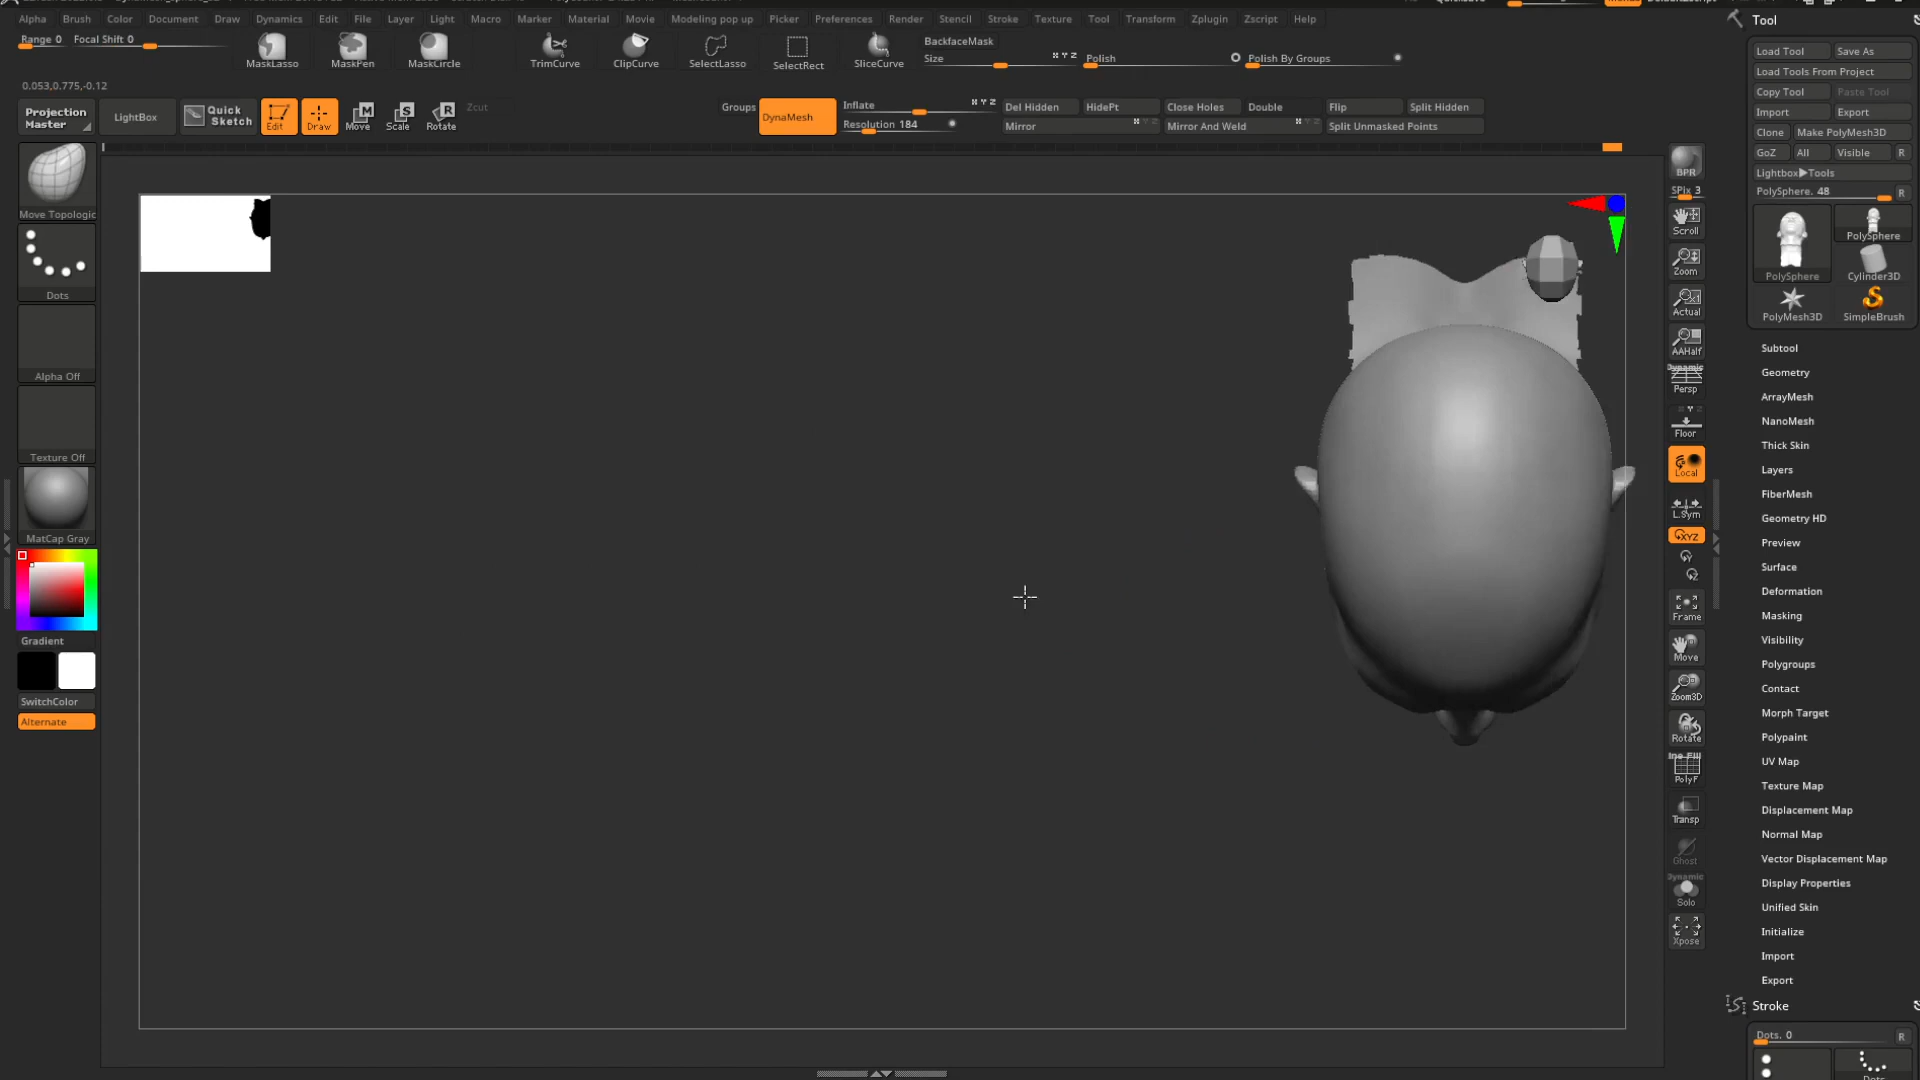 Alpha Brush Color Document Draw Dynamics Edit File Layer Light Macro Marker Material Movie Modeling pop up Picker Preferences Render Stencil Stroke Texture Tool Transform Zplugin Zscript Help
Range 0 Focal Shift 0
MaskLasso MaskPen MaskCircle TrimCurve ClipCurve SelectLasso SelectRect SliceCurve
BackfaceMask
Size X Y Z Polish Polish By Groups
0.053,0.775,-0.12
Projection Master LightBox Quick Sketch Edit Draw Move Scale Rotate Zcut
Groups DynaMesh Inflate X Y Z Del Hidden HidePt Close Holes Double Flip Split Hidden
Resolution 184 Mirror Mirror And Weld Split Unmasked Points
Move Topologic
Dots
Alpha Off
Texture Off
MatCap Gray
Gradient
SwitchColor
Alternate
BPR
SPix 3
Scroll
Zoom
Actual
AAHalf
Dynamic
Persp
Floor
Local
L.Sym
XYZ
Y
Z
Frame
Move
Zoom3D
Rotate
Line Fill
PolyF
Transp
Ghost
Dynamic
Solo
Xpose
Tool
Load Tool Save As
Load Tools From Project
Copy Tool Paste Tool
Import Export
Clone Make PolyMesh3D
GoZ All Visible R
Lightbox▶Tools
PolySphere. 48 R
PolySphere
PolySphere Cylinder3D
PolyMesh3D SimpleBrush
Subtool
Geometry
ArrayMesh
NanoMesh
Thick Skin
Layers
FiberMesh
Geometry HD
Preview
Surface
Deformation
Masking
Visibility
Polygroups
Contact
Morph Target
Polypaint
UV Map
Texture Map
Displacement Map
Normal Map
Vector Displacement Map
Display Properties
Unified Skin
Initialize
Import
Export
Stroke
Dots. 0 R
Dots